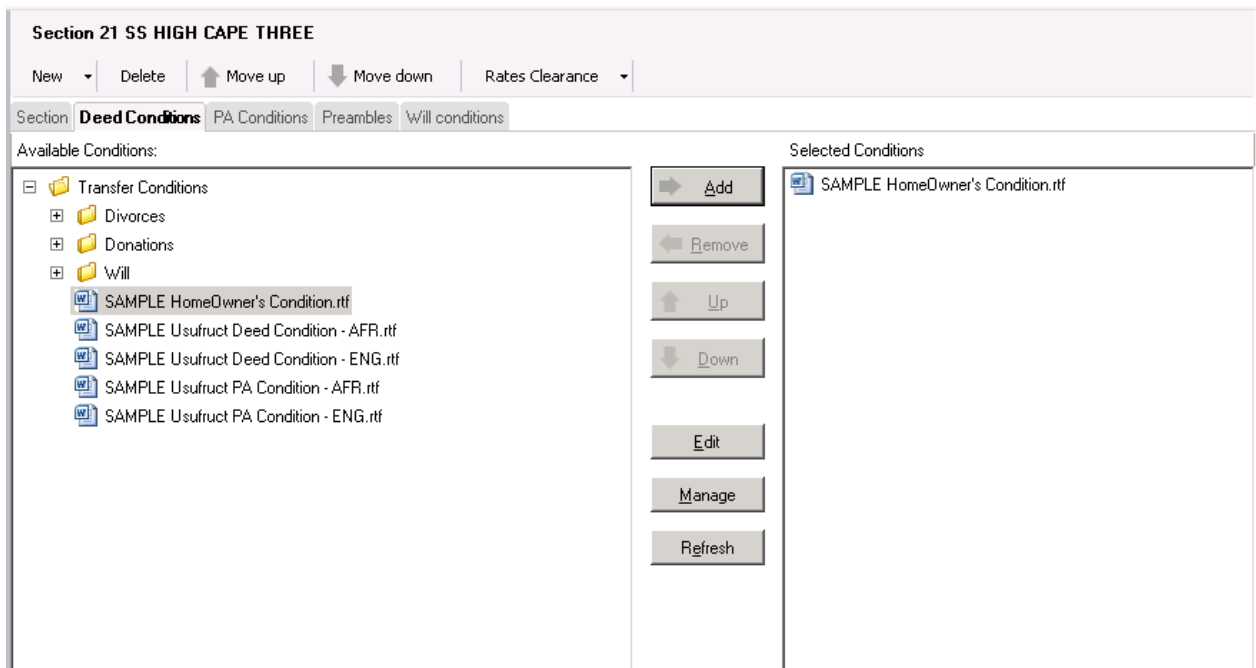 Section 21 SS HIGH CAPE THREE
New Delete Move up Move down Rates Clearance
Section Deed Conditions PA Conditions Preambles Will conditions
Available Conditions:
Transfer Conditions
Divorces
Donations
Will
SAMPLE HomeOwner's Condition.rtf
SAMPLE Usufruct Deed Condition - AFR.rtf
SAMPLE Usufruct Deed Condition - ENG.rtf
SAMPLE Usufruct PA Condition - AFR.rtf
SAMPLE Usufruct PA Condition - ENG.rtf
Add
Remove
Up
Down
Edit
Manage
Refresh
Selected Conditions
SAMPLE HomeOwner's Condition.rtf